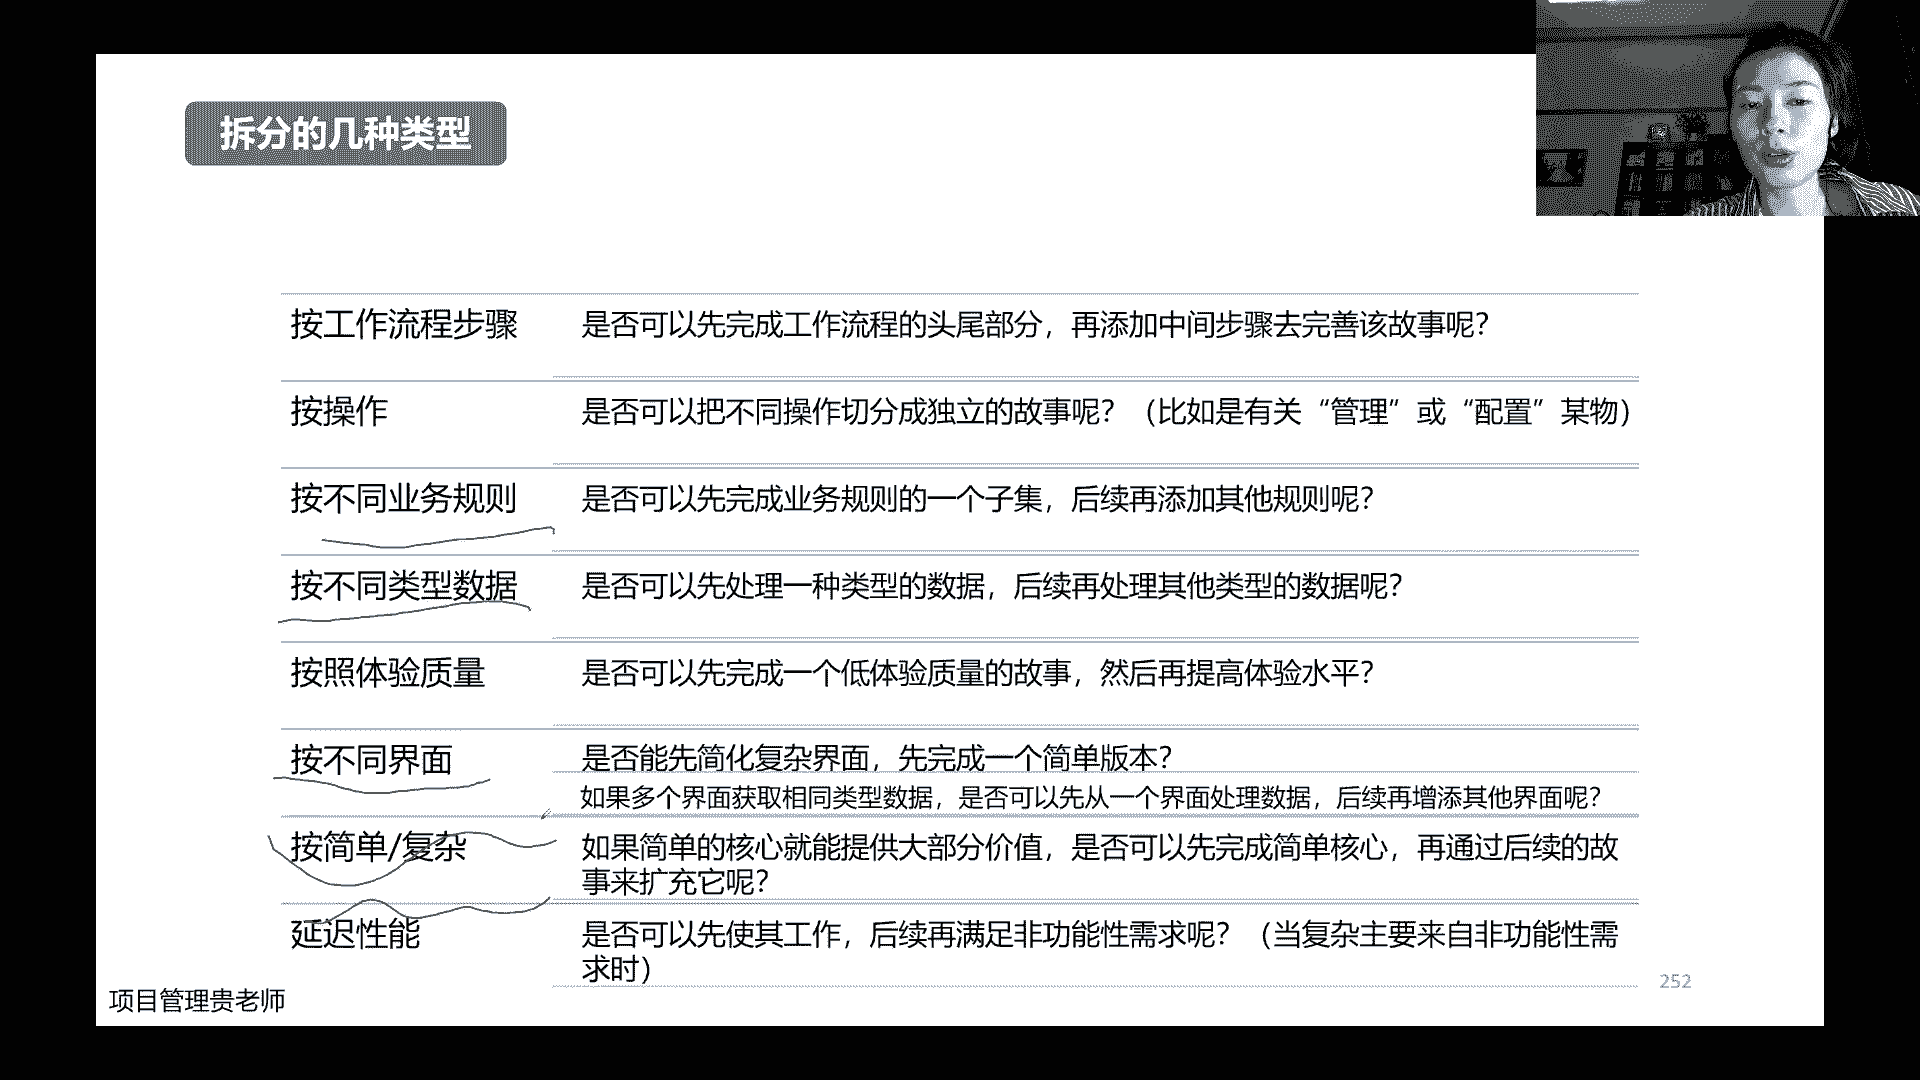 拆分的几种类型
按工作流程步骤
是否可以先完成工作流程的头尾部分，再添加中间步骤去完善该故事呢？
按操作
是否可以把不同操作切分成独立的故事呢？（比如是有关“管理”或“配置”某物）
按不同业务规则
是否可以先完成业务规则的一个子集，后续再添加其他规则呢？
按不同类型数据
是否可以先处理一种类型的数据，后续再处理其他类型的数据呢？
按照体验质量
是否可以先完成一个低体验质量的故事，然后再提高体验水平？
按不同界面
是否能先简化复杂界面，先完成一个简单版本？
如果多个界面获取相同类型数据，是否可以先从一个界面处理数据，后续再增添其他界面呢？
按简单/复杂
如果简单的核心就能提供大部分价值，是否可以先完成简单核心，再通过后续的故
事来扩充它呢？
延迟性能
是否可以先使其工作，后续再满足非功能性需求呢？（当复杂主要来自非功能性需
求时）
252
项目管理贵老师